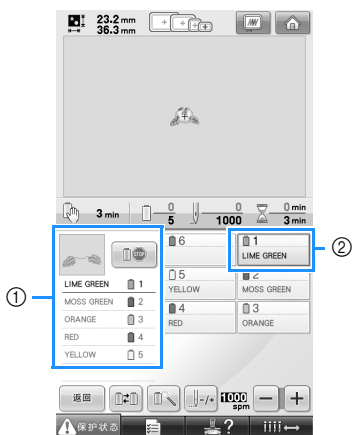 23.2 mm
36.3 mm
3 min
0
5
0
1000
0 min
3 min
STOP
LIME GREEN 1
MOSS GREEN 2
ORANGE 3
RED 4
YELLOW 5
6
1
LIME GREEN
5
YELLOW
2
MOSS GREEN
4
RED
3
ORANGE
①
②
返回
-/+
1000
spm
－
＋
保护状态
?